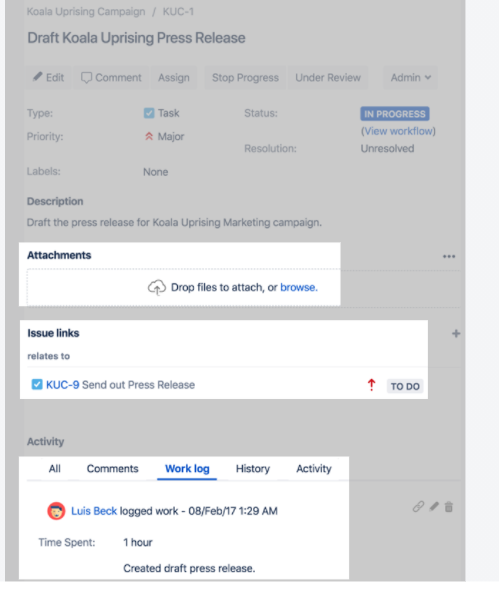 Koala Uprising Campaign / KUC-1
Draft Koala Uprising Press Release
Edit Comment Assign Stop Progress Under Review Admin
Type: Task Status: IN PROGRESS
(View workflow)
Priority: Major
Resolution: Unresolved
Labels: None
Description
Draft the press release for Koala Uprising Marketing campaign.
Attachments
Drop files to attach, or browse.
Issue links
relates to
KUC-9 Send out Press Release TO DO
Activity
All Comments Work log History Activity
Luis Beck logged work - 08/Feb/17 1:29 AM
Time Spent: 1 hour
Created draft press release.